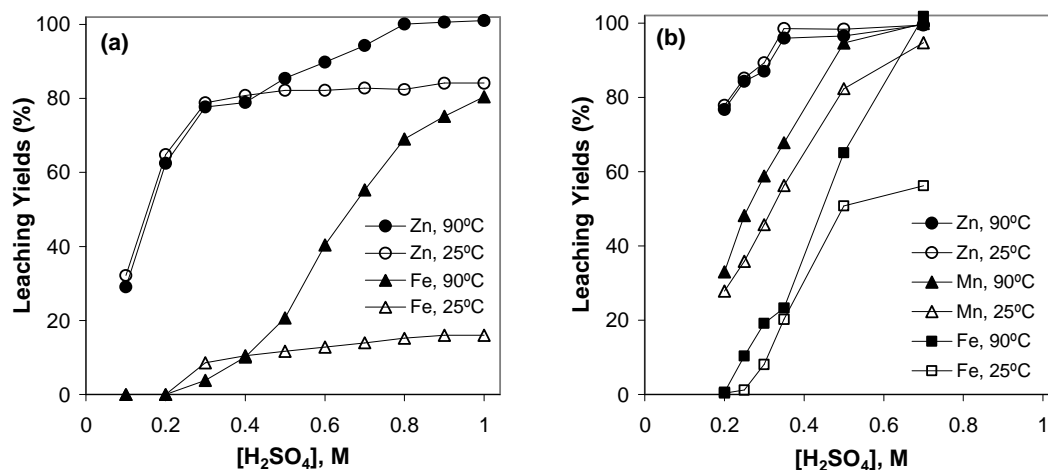 (a)
Leaching Yields (%)
100
80
60
40
20
0
0 0.2 0.4 0.6 0.8 1
[H₂SO₄], M
Zn, 90ºC
Zn, 25ºC
Fe, 90ºC
Fe, 25ºC
(b)
Leaching Yields (%)
100
80
60
40
20
0
0 0.2 0.4 0.6 0.8 1
[H₂SO₄], M
Zn, 90ºC
Zn, 25ºC
Mn, 90ºC
Mn, 25ºC
Fe, 90ºC
Fe, 25ºC